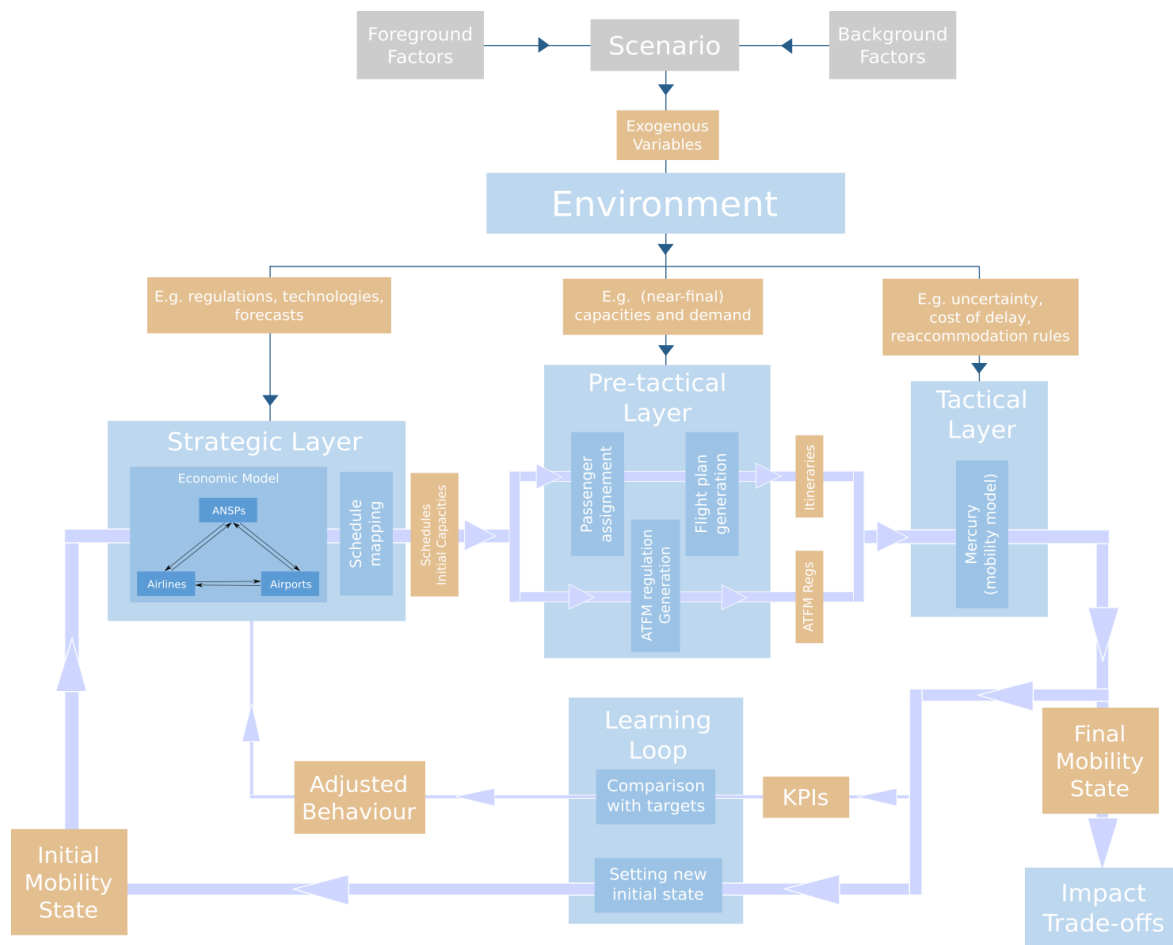 Foreground
Factors
Scenario
Background
Factors
Exogenous
Variables
Environment
E.g. regulations, technologies,
forecasts
E.g. (near-final)
capacities and demand
E.g. uncertainty,
cost of delay,
reaccommodation rules
Strategic Layer
Economic Model
ANSPs
Airlines
Airports
Schedule
mapping
Schedules
Initial Capacities
Pre-tactical
Layer
Passenger
assignement
Flight plan
generation
ATFM regulation
Generation
Itineraries
ATFM Regs
Tactical
Layer
Mercury
(mobility model)
Learning
Loop
Comparison
with targets
KPIs
Adjusted
Behaviour
Final
Mobility
State
Initial
Mobility
State
Setting new
initial state
Impact
Trade-offs